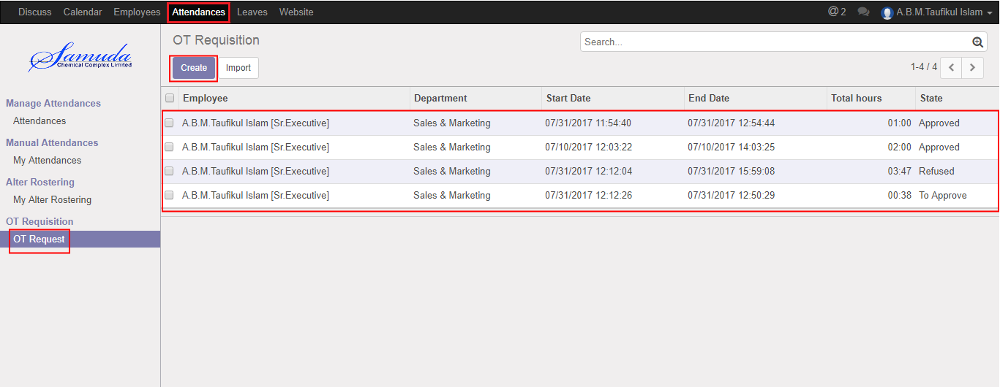 Discuss Calendar Employees Attendances Leaves Website @ 2 A.B.M.Taufikul Islam
Samuda
Chemical Complex Limited
Manage Attendances
Attendances
Manual Attendances
My Attendances
Alter Rostering
My Alter Rostering
OT Requisition
OT Request
OT Requisition
Search...
Create Import
1-4 / 4
Employee Department Start Date End Date Total hours State
A.B.M.Taufikul Islam [Sr.Executive] Sales & Marketing 07/31/2017 11:54:40 07/31/2017 12:54:44 01:00 Approved
A.B.M.Taufikul Islam [Sr.Executive] Sales & Marketing 07/10/2017 12:03:22 07/10/2017 14:03:25 02:00 Approved
A.B.M.Taufikul Islam [Sr.Executive] Sales & Marketing 07/31/2017 12:12:04 07/31/2017 15:59:08 03:47 Refused
A.B.M.Taufikul Islam [Sr.Executive] Sales & Marketing 07/31/2017 12:12:26 07/31/2017 12:50:29 00:38 To Approve